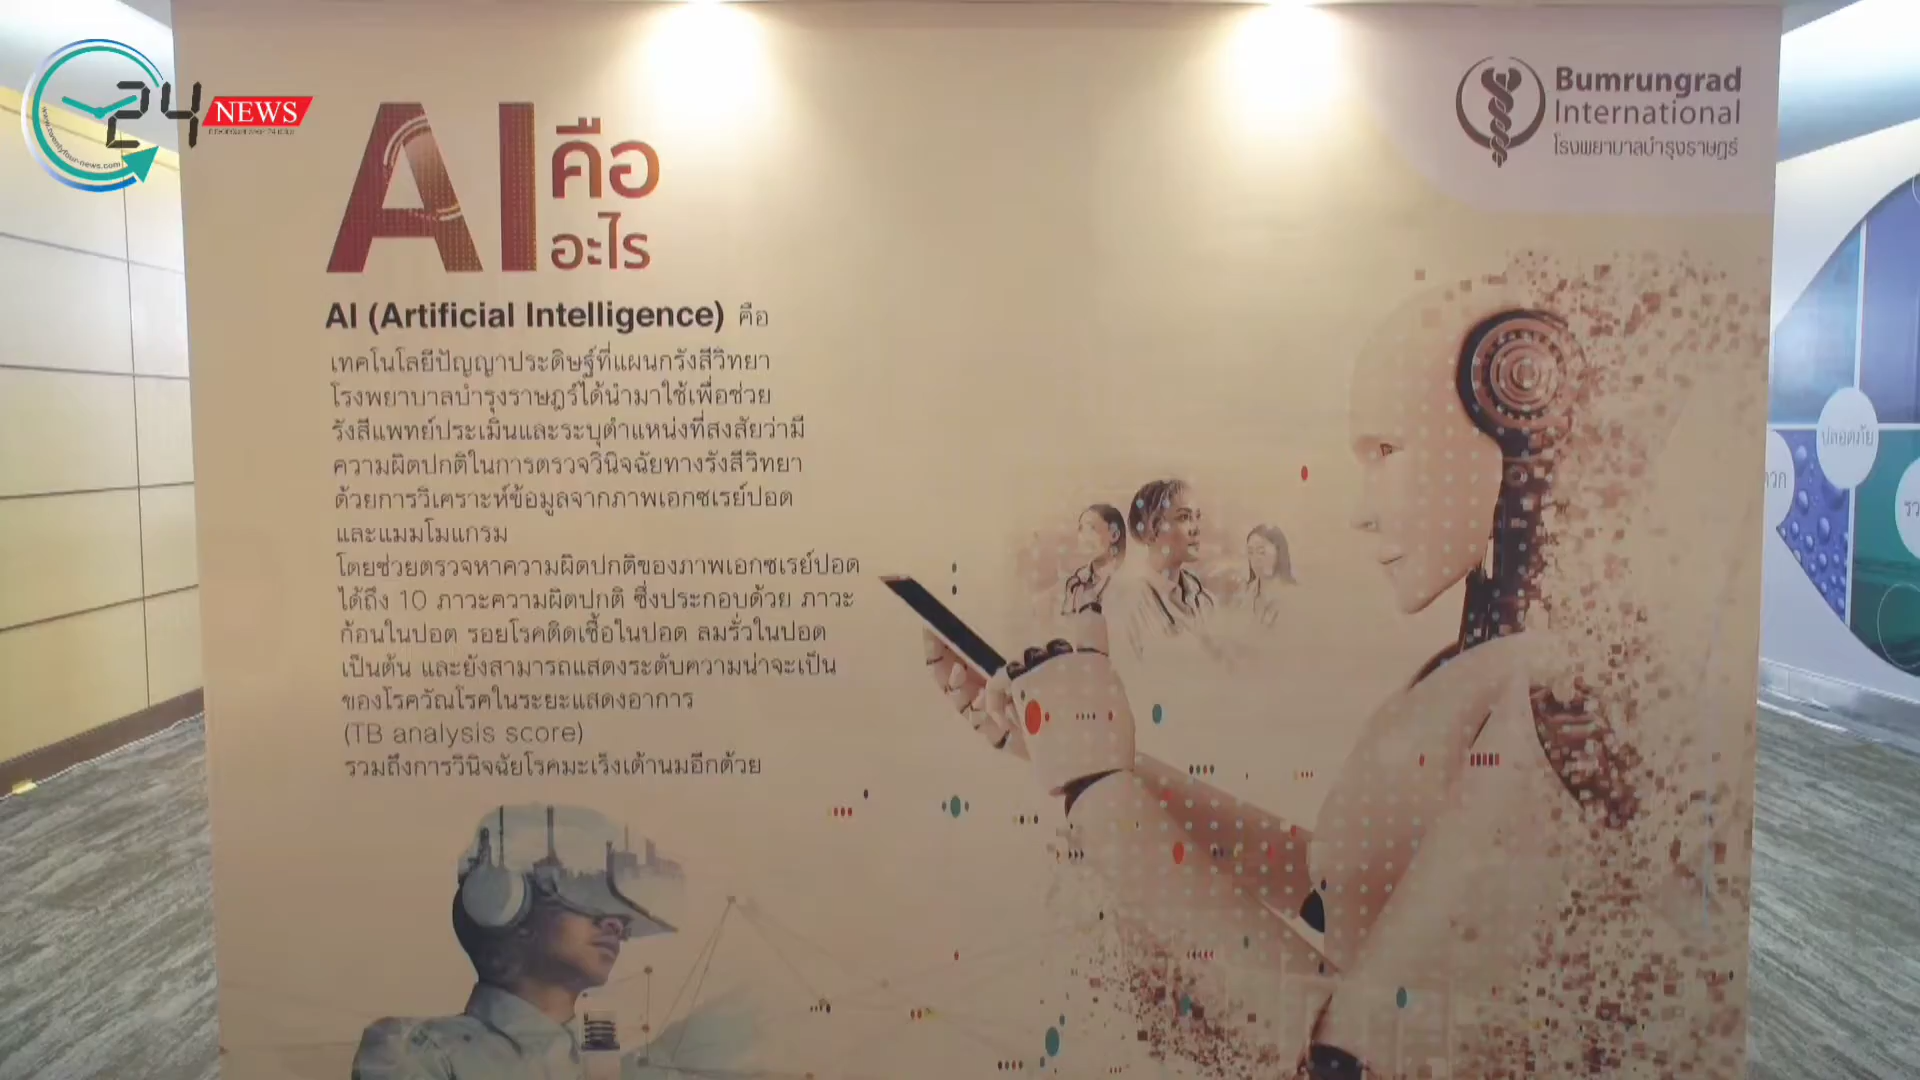 24 NEWS
www.twentyfour-news.com
Bumrungrad
International
โรงพยาบาลบำรุงราษฎร์
AI คือ
อะไร
AI (Artificial Intelligence) คือ
เทคโนโลยีปัญญาประดิษฐ์ที่แผนกรังสีวิทยา
โรงพยาบาลบำรุงราษฎร์ได้นำมาใช้เพื่อช่วย
รังสีแพทย์ประเมินและระบุตำแหน่งที่สงสัยว่ามี
ความผิดปกติในการตรวจวินิจฉัยทางรังสีวิทยา
ด้วยการวิเคราะห์ข้อมูลจากภาพเอกซเรย์ปอด
และแมมโมแกรม
โดยช่วยตรวจหาความผิดปกติของภาพเอกซเรย์ปอด
ได้ถึง 10 ภาวะความผิดปกติ ซึ่งประกอบด้วย ภาวะ
ก้อนในปอด รอยโรคติดเชื้อในปอด ลมรั่วในปอด
เป็นต้น และยังสามารถแสดงระดับความน่าจะเป็น
ของโรควัณโรคในระยะแสดงอาการ
(TB analysis score)
รวมถึงการวินิจฉัยโรคมะเร็งเต้านมอีกด้วย
ปลอดภัย